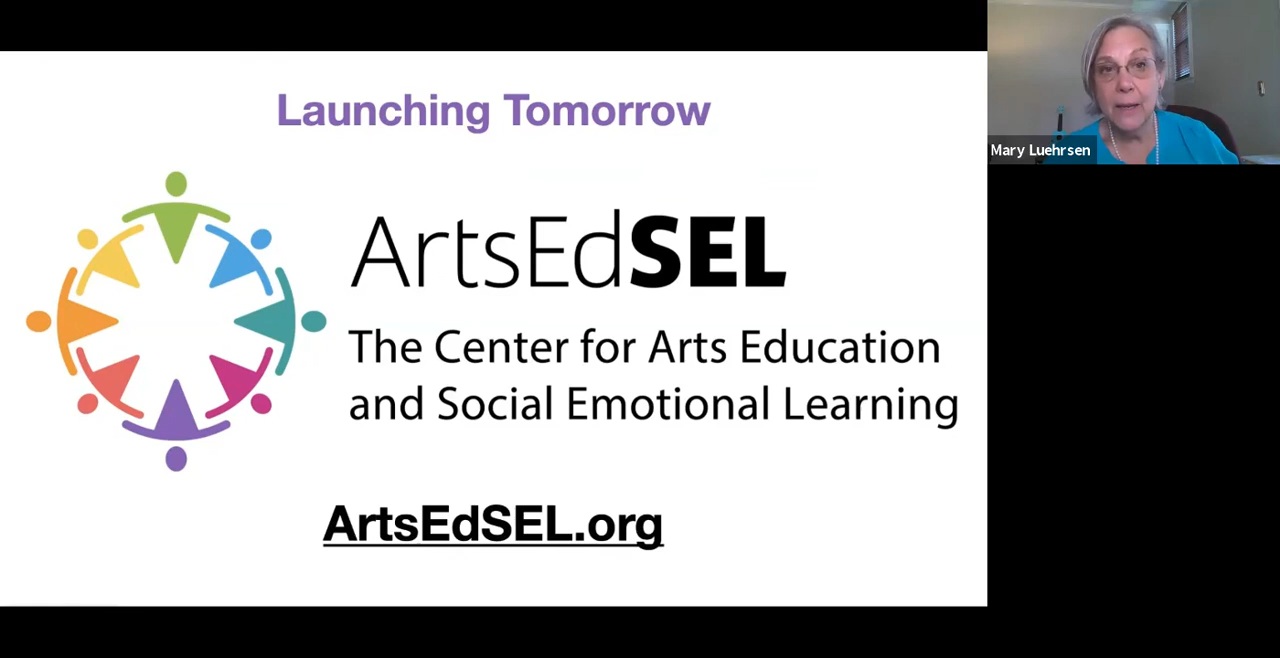 Launching Tomorrow
ArtsEdSEL
The Center for Arts Education
and Social Emotional Learning
ArtsEdSEL.org
Mary Luehrsen